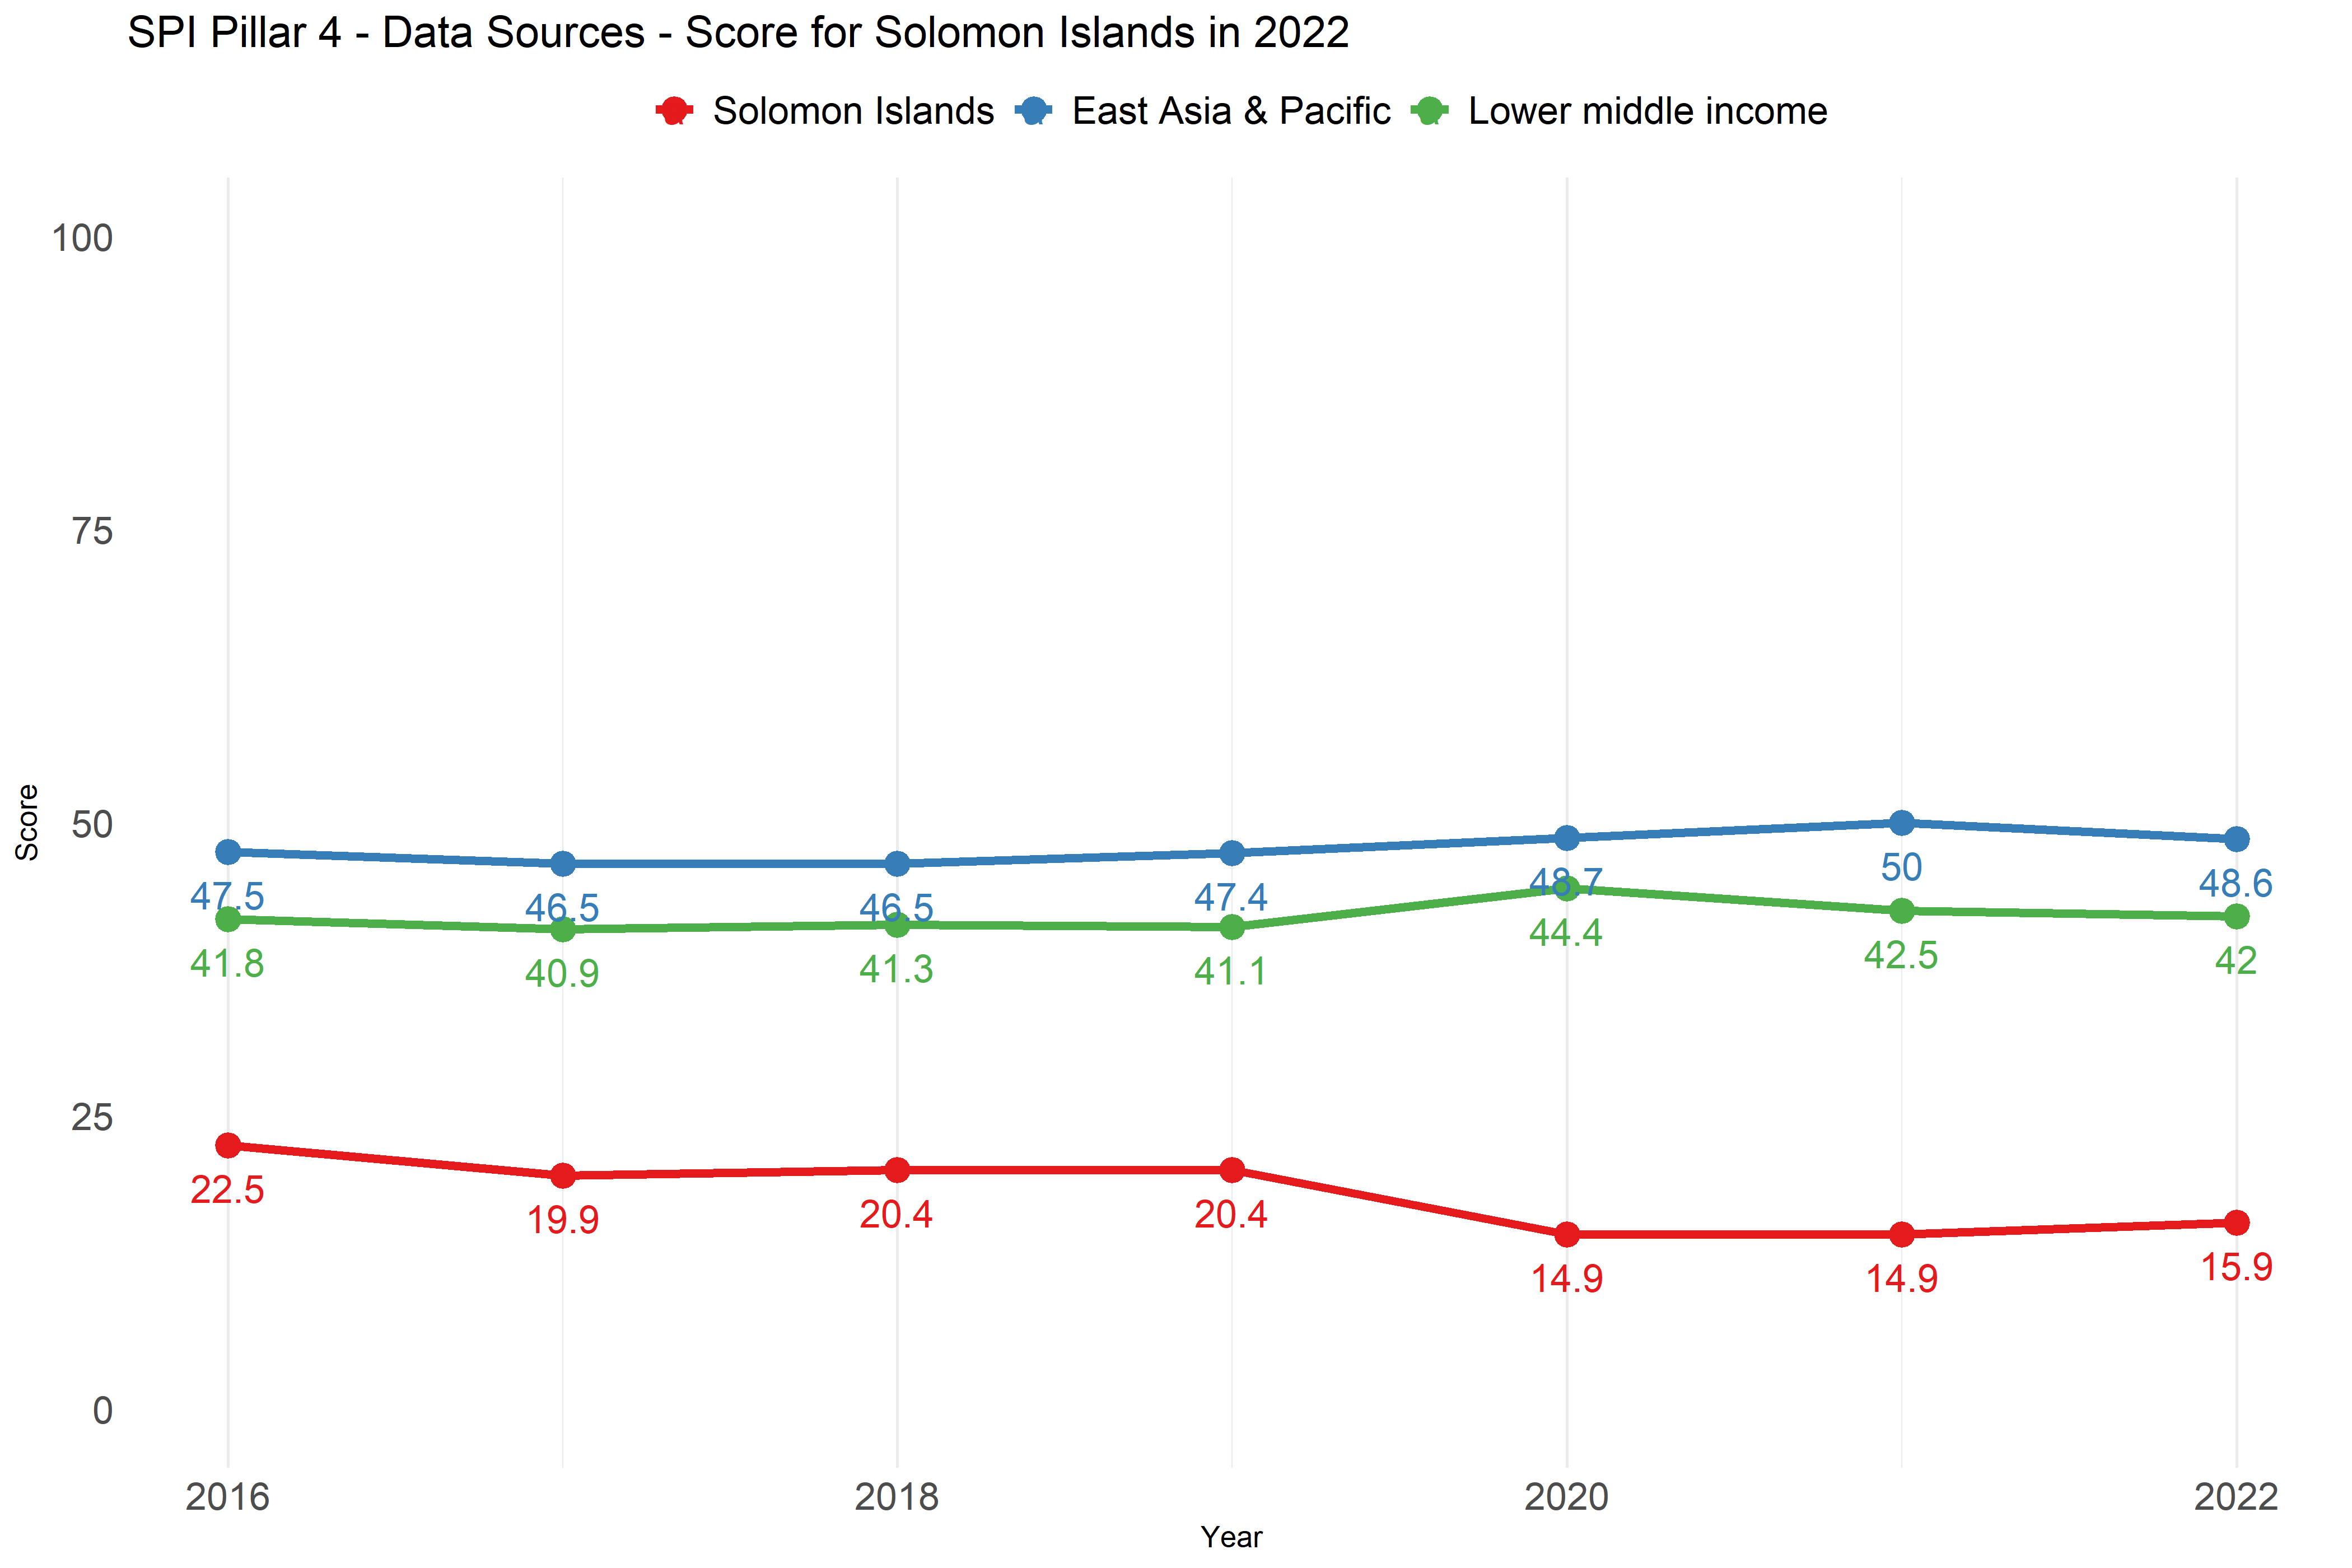 SPI Pillar 4 - Data Sources - Score for Solomon Islands in 2022
Solomon Islands East Asia & Pacific Lower middle income
100
75
50
25
0
Score
47.5 46.5 46.5 47.4 48.7 50 48.6
41.8 40.9 41.3 41.1 44.4 42.5 42
22.5 19.9 20.4 20.4 14.9 14.9 15.9
2016 2018 2020 2022
Year